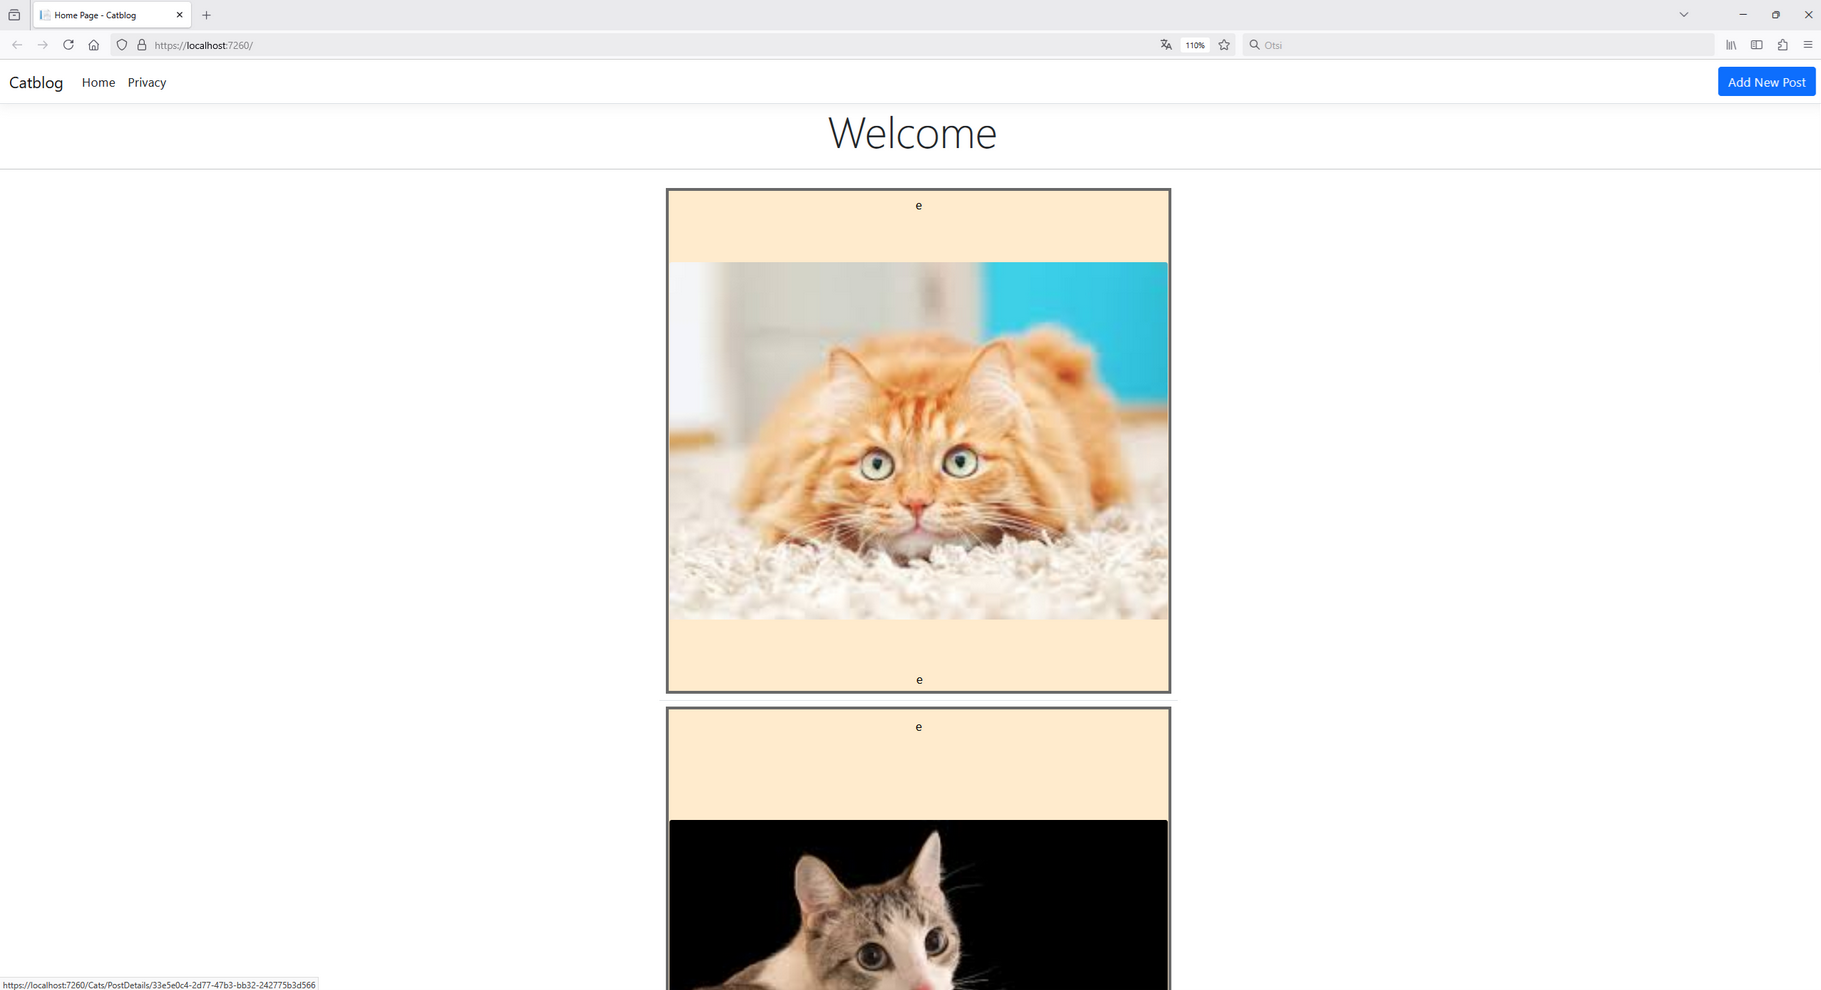 Home Page - Catblog
https://localhost:7260/
110%
Otsi
Catblog Home Privacy Add New Post
Welcome
e
e
e
https://localhost:7260/Cats/PostDetails/33e5e0c4-2d77-47b3-bb32-242775b3d566